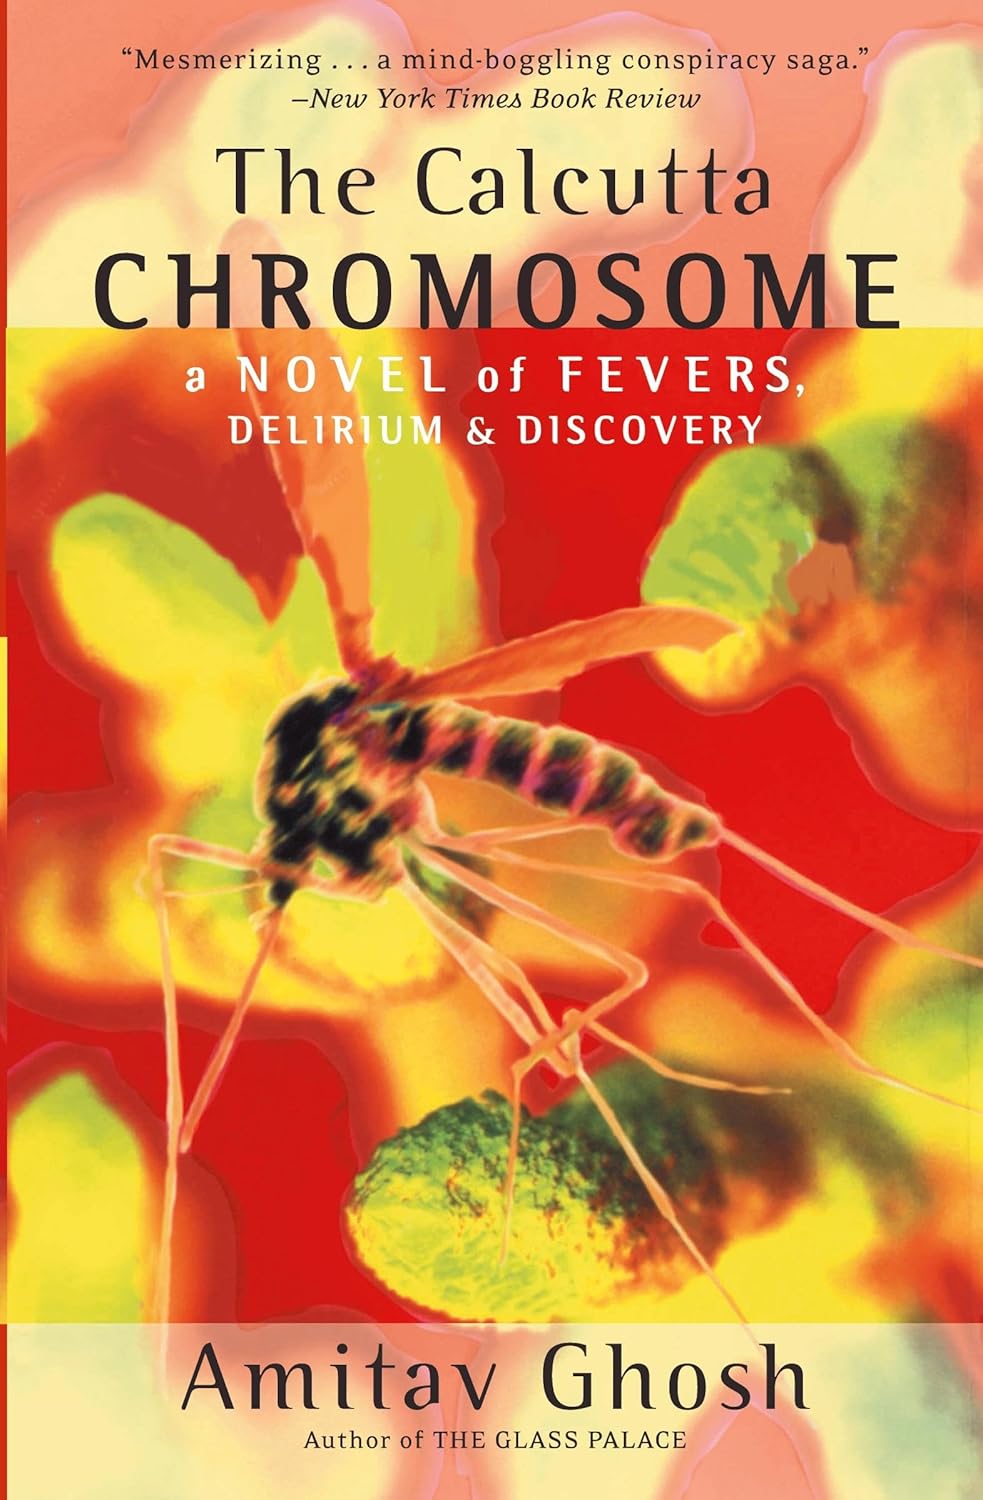 “Mesmerizing . . . a mind-boggling conspiracy saga.”
–New York Times Book Review
The Calcutta
CHROMOSOME
a NOVEL of FEVERS,
DELIRIUM & DISCOVERY
Amitav Ghosh
Author of THE GLASS PALACE